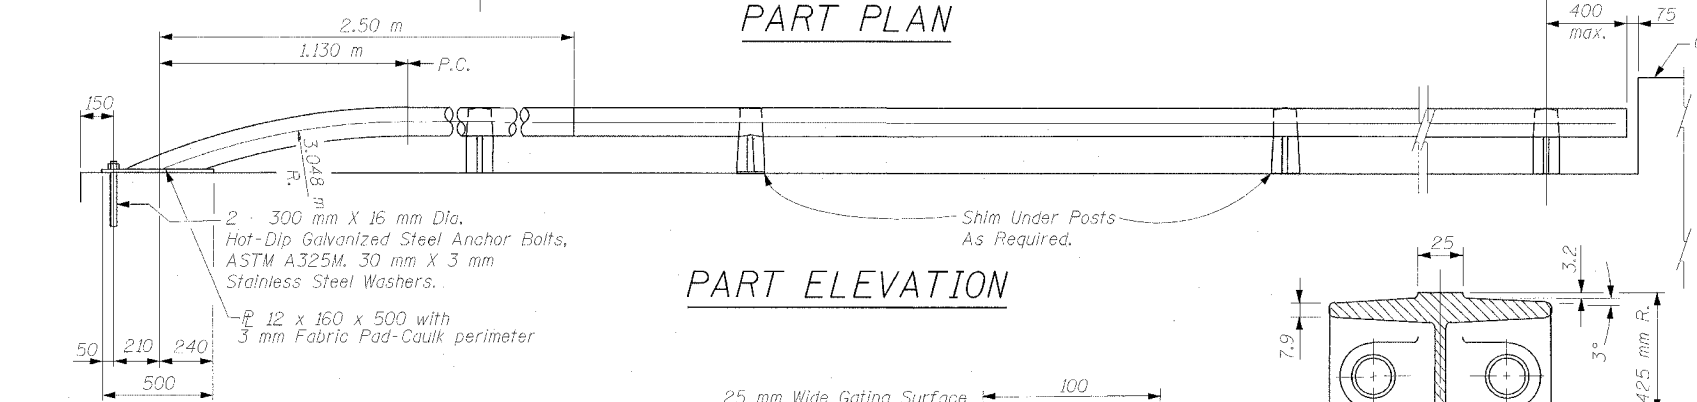 PART PLAN
2.50 m
1.130 m
P.C.
400
max.
75
150
3.048 m
R.
2 - 300 mm X 16 mm Dia.
Hot-Dip Galvanized Steel Anchor Bolts,
ASTM A325M. 30 mm X 3 mm
Stainless Steel Washers.
Shim Under Posts
As Required.
PART ELEVATION
℄ 12 x 160 x 500 with
3 mm Fabric Pad-Caulk perimeter
50
210
240
500
25
3.2
7.9
3°
425 mm R.
25 mm Wide Gating Surface
100